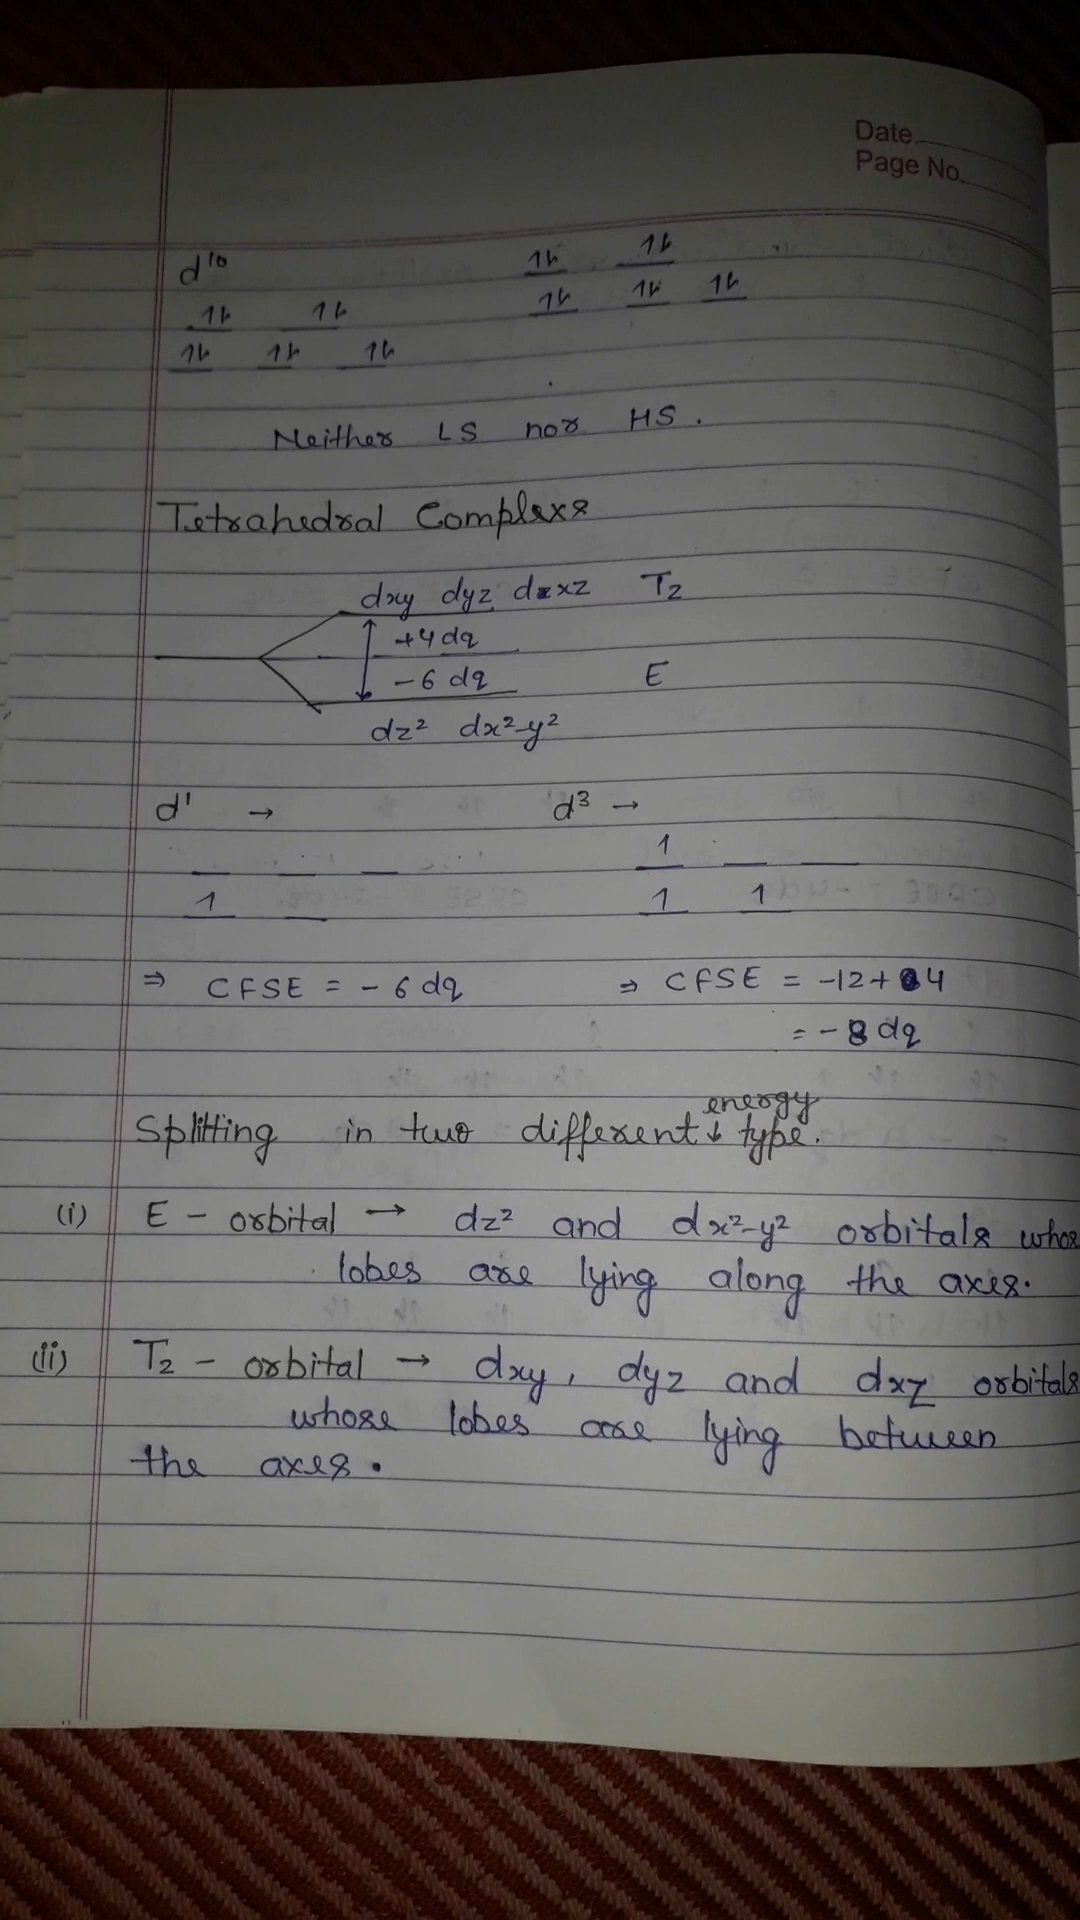 Date.
Page No.
d¹⁰
1L 1L 1L 1L
1L 1L 1L 1L 1L 1L
Neither LS nor HS.
Tetrahedral Complexs
dxy dyz dxz T₂
+4 dq
-6 dq E
dz² dx²-y²
d¹ → d³ →
1
1 1 1
⇒ CFSE = - 6 dq ⇒ CFSE = -12+4
= - 8 dq
energy
Splitting in two different ↓ type.
(i) E - orbital → dz² and dx²-y² orbitals whose
lobes are lying along the axes.
(ii) T₂ - orbital → dxy, dyz and dxz orbitals
whose lobes are lying between
the axes.